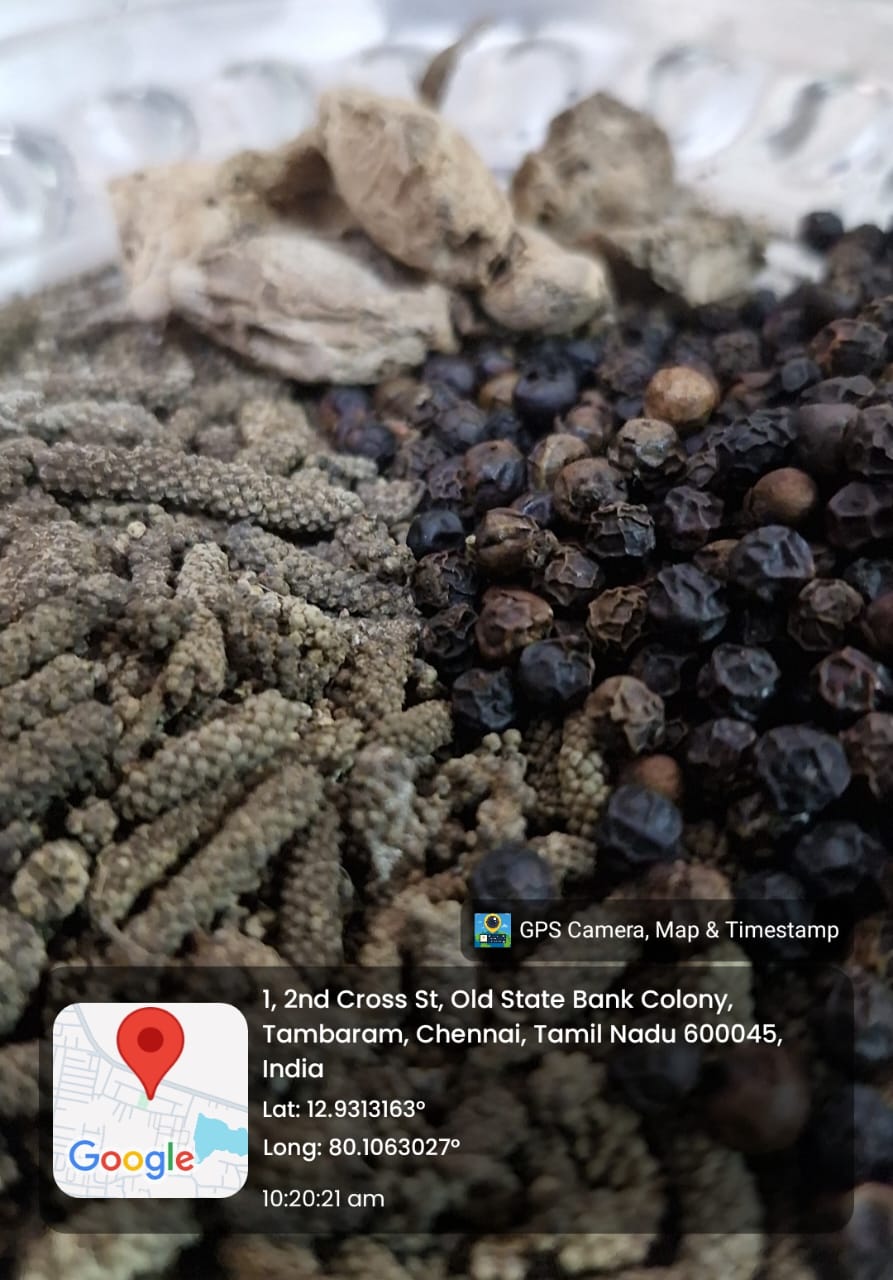 GPS Camera, Map & Timestamp
1, 2nd Cross St, Old State Bank Colony,
Tambaram, Chennai, Tamil Nadu 600045,
India
Lat: 12.9313163°
Long: 80.1063027°
Google
10:20:21 am